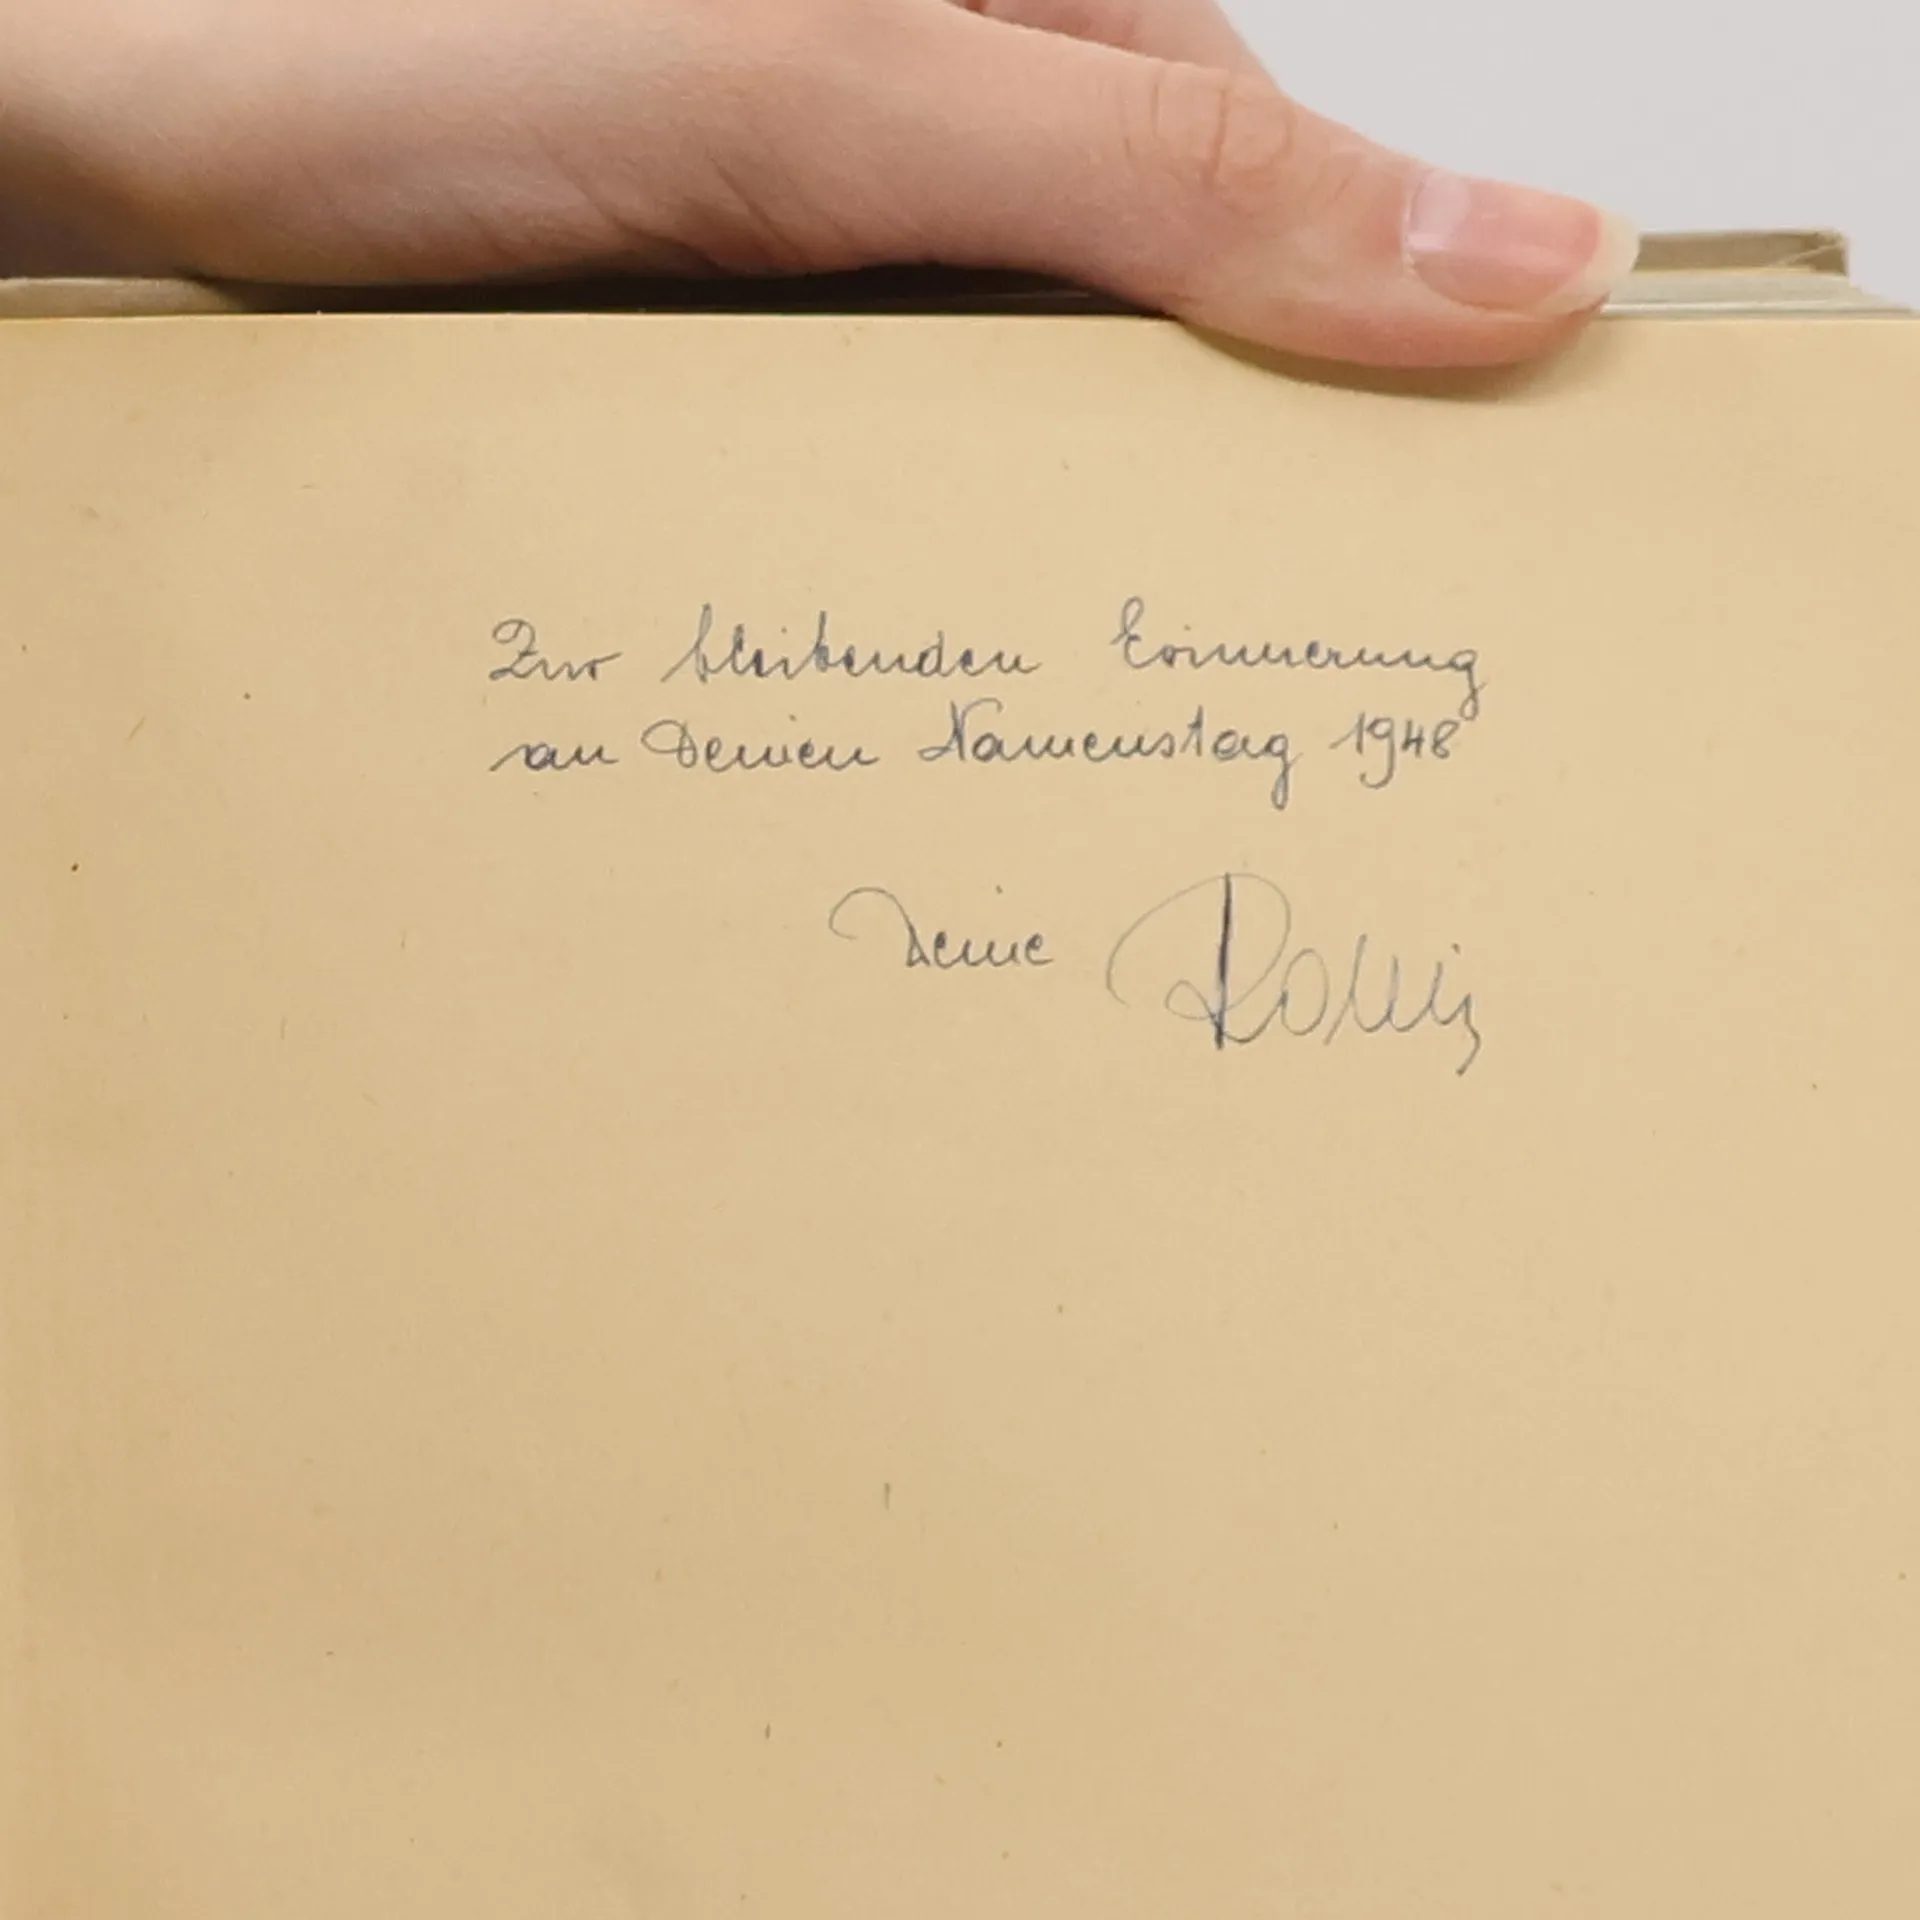 Zur bleibenden Erinnerung
an Deinen Namenstag 1948
Deine